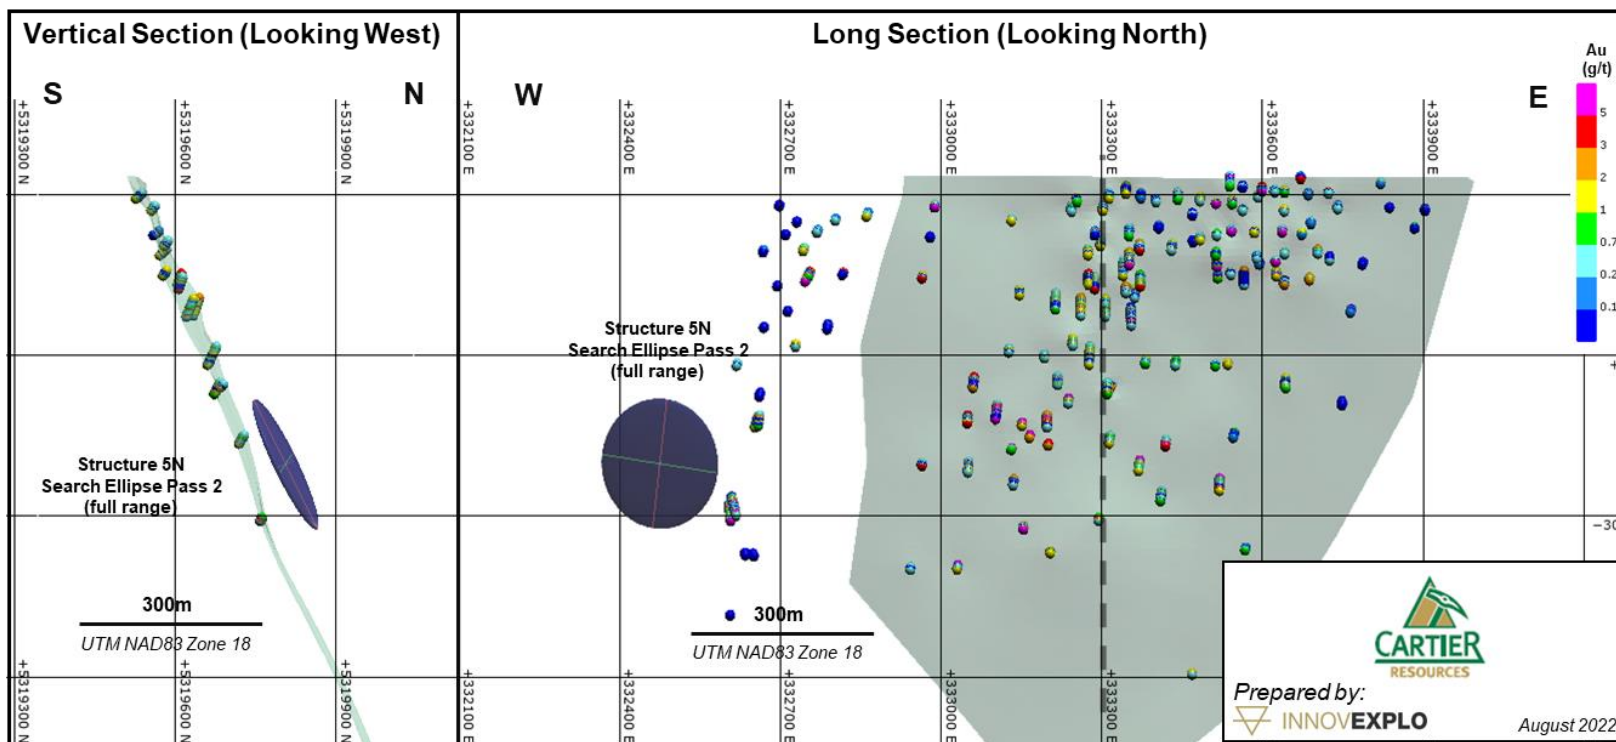 Vertical Section (Looking West)
Long Section (Looking North)
S
N
W
E
Au
(g/t)
5
3
2
1
0.7
0.2
0.1
+5319300 N
+5319600 N
+5319900 N
+332100 E
+332400 E
+332700 E
+333000 E
+333300 E
+333600 E
+333900 E
Structure 5N
Search Ellipse Pass 2
(full range)
Structure 5N
Search Ellipse Pass 2
(full range)
+
-30
300m
UTM NAD83 Zone 18
300m
UTM NAD83 Zone 18
+5319300 N
+5319600 N
+5319900 N
+332100 E
+332400 E
+332700 E
+333000 E
+333300 E
CARTIER
RESOURCES
Prepared by:
INNOVEXPLO
August 2022